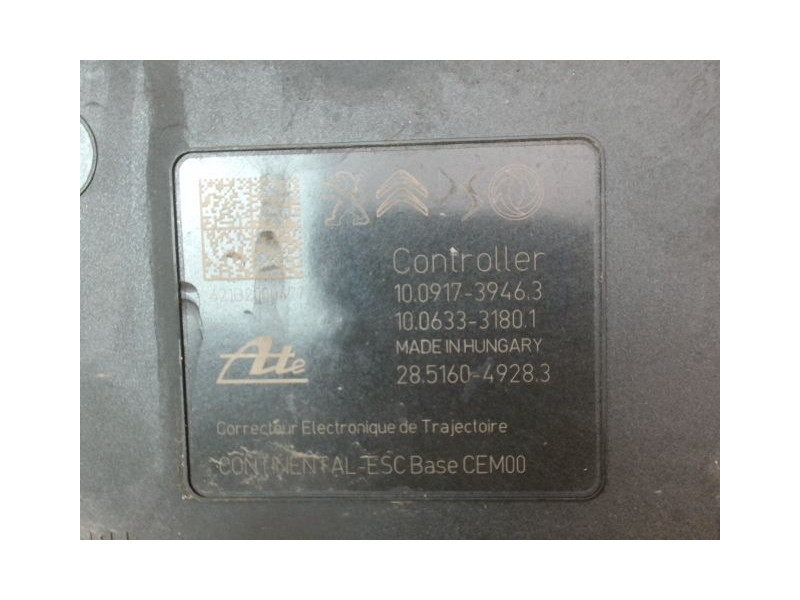 Controller
10.0917-3946.3
10.0633-3180.1
MADE IN HUNGARY
Ate
28.5160-4928.3
Correcteur Electronique de Trajectoire
CONTINENTAL-ESC Base CEM00